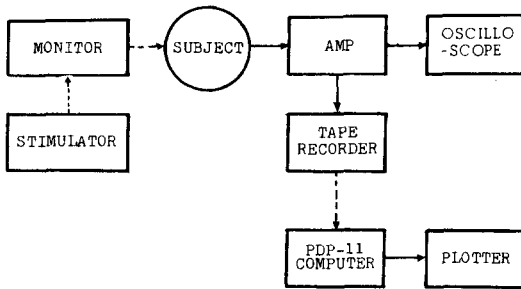 MONITOR
SUBJECT
AMP
OSCILLO
-SCOPE
STIMULATOR
TAPE
RECORDER
PDP-11
COMPUTER
PLOTTER